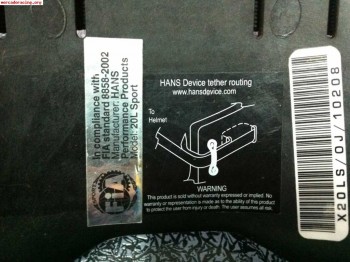 mercadoracing.org
In compliance with
FIA standard 8858-2002
Manufacturer: HANS
Performance Products
Model: 20L Sport
FIA
HANS Device tether routing
www.hansdevice.com
To
Helmet
WARNING
This product is sold without warranty expressed or implied. No
warranty or representation is made as to the ability of this product
to protect the user from injury or death. The user assumes all risk.
X20LS/0J/10208